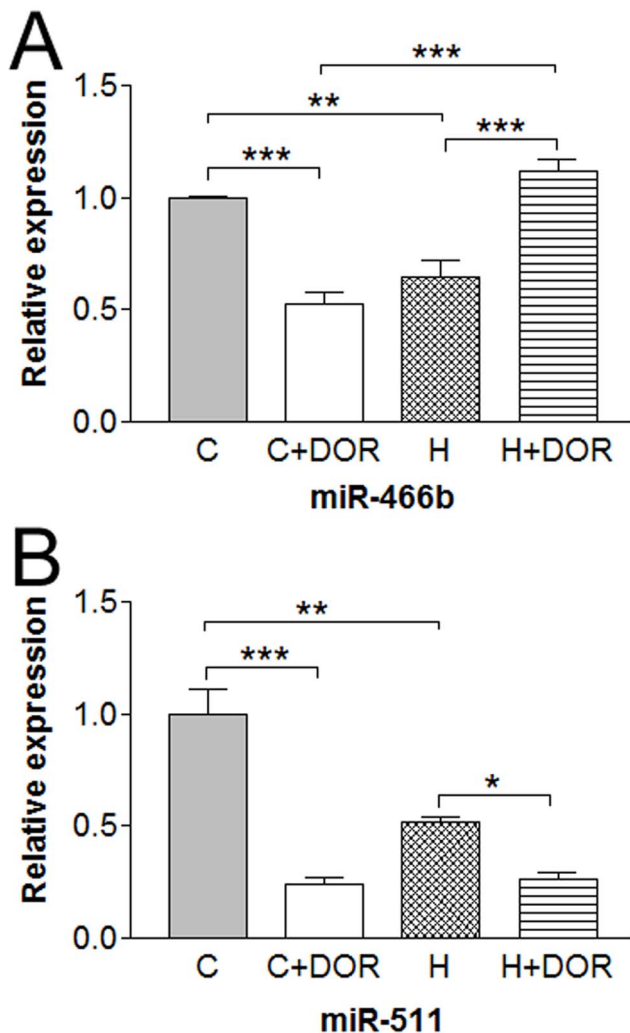 A
Relative expression
1.5
1.0
0.5
0.0
***
**
***
***
C C+DOR H H+DOR
miR-466b
B
Relative expression
1.5
1.0
0.5
0.0
**
***
*
C C+DOR H H+DOR
miR-511